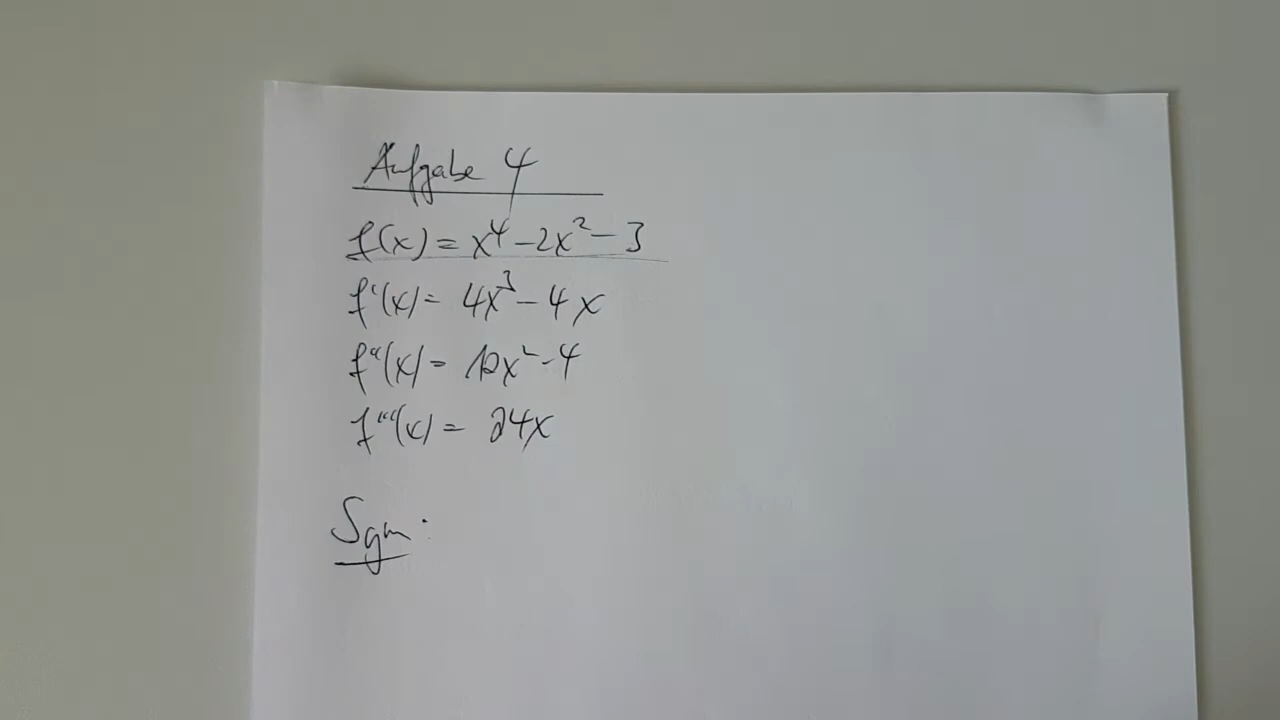 Aufgabe 4
f(x) = x⁴ - 2x² - 3
f'(x) = 4x³ - 4x
f''(x) = 12x² - 4
f'''(x) = 24x
Sym: